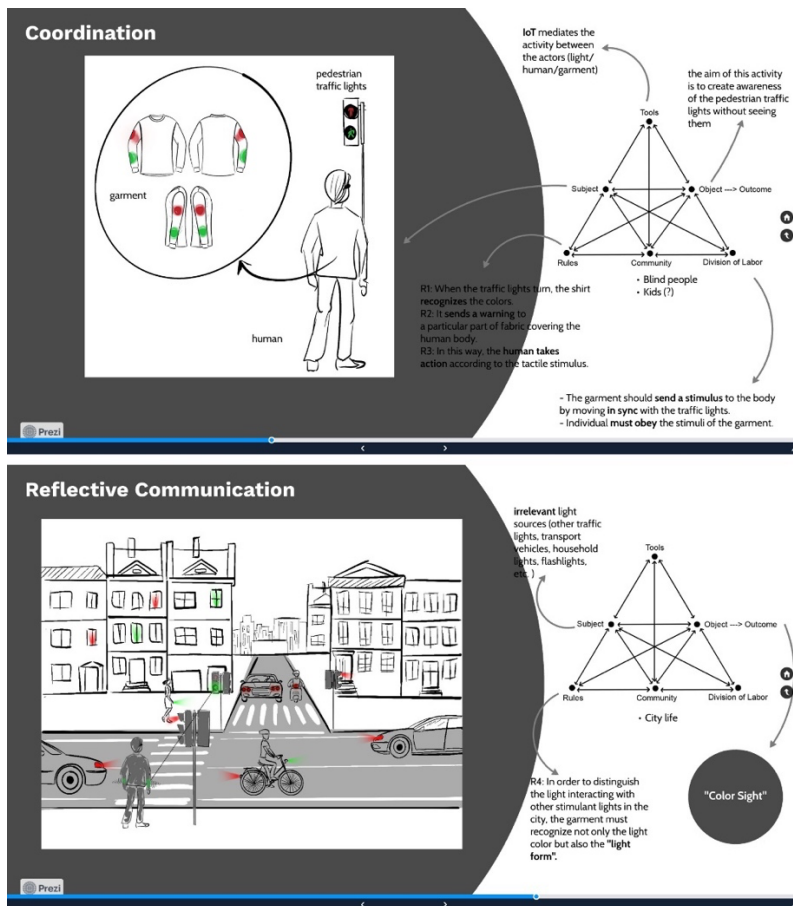 Coordination
pedestrian
traffic lights
garment
human
IoT mediates the
activity between
the actors (light/
human/garment)
the aim of this activity
is to create awareness
of the pedestrian traffic
lights without seeing
them
Tools
Subject
Object ---> Outcome
Rules
Community
Division of Labor
• Blind people
• Kids (?)
R1: When the traffic lights turn, the shirt
recognizes the colors.
R2: It sends a warning to
a particular part of fabric covering the
human body.
R3: In this way, the human takes
action according to the tactile stimulus.
- The garment should send a stimulus to the body
by moving in sync with the traffic lights.
- Individual must obey the stimuli of the garment.
Prezi
Reflective Communication
irrelevant light
sources (other traffic
lights, transport
vehicles, household
lights, flashlights,
etc. )
Tools
Subject
Object ---> Outcome
Rules
Community
Division of Labor
• City life
R4: In order to distinguish
the light interacting with
other stimulant lights in the
city, the garment must
recognize not only the light
color but also the "light
form".
"Color Sight"
Prezi